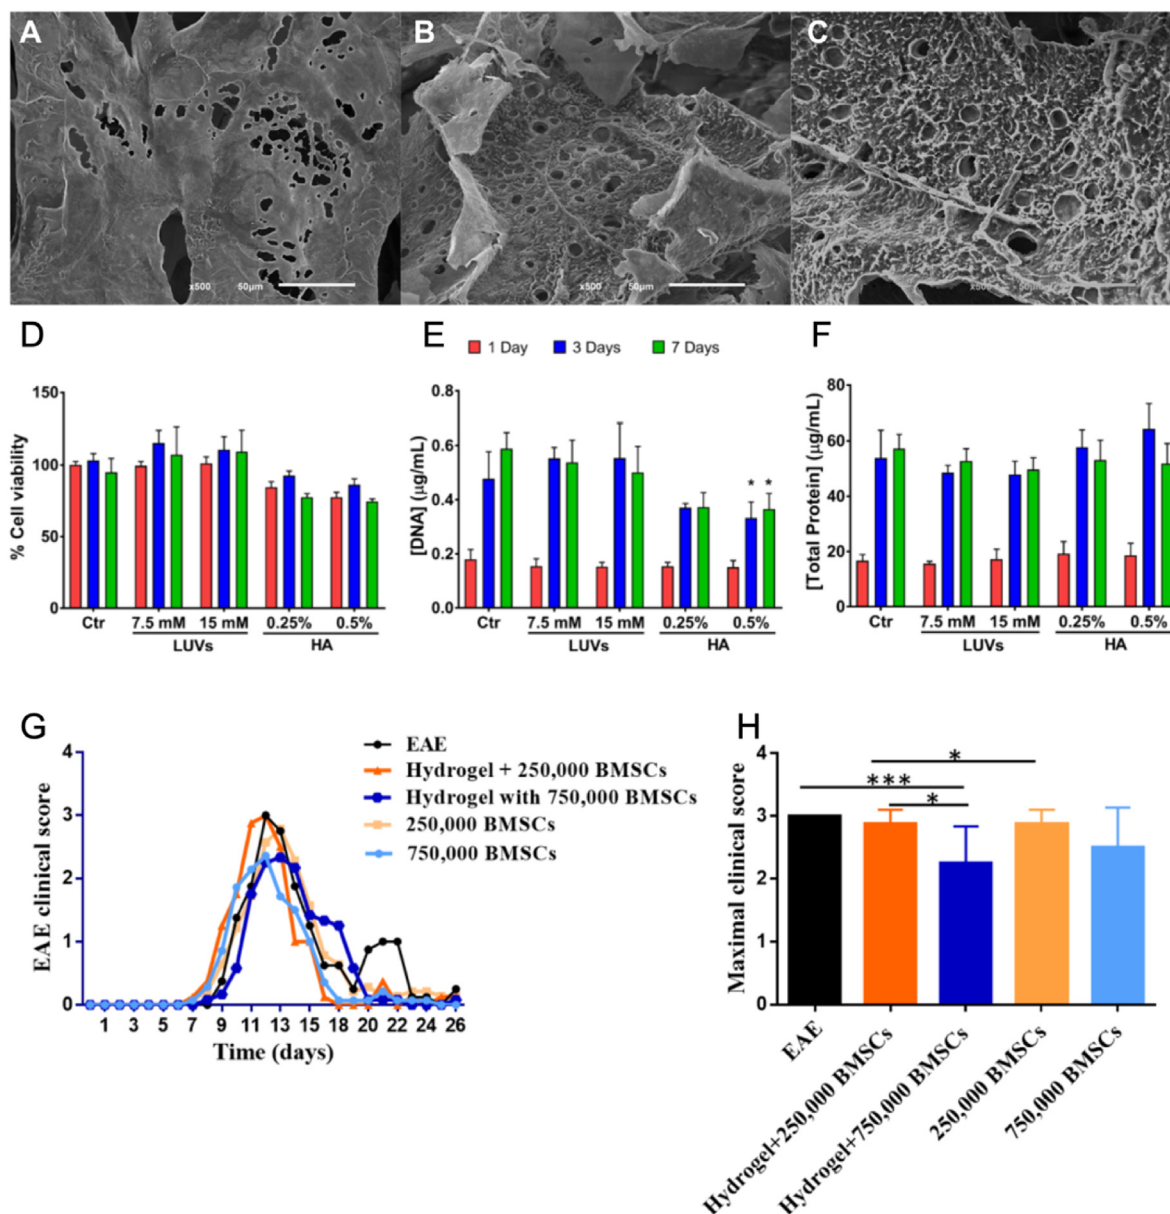 A
B
C
x500 50µm
x500 50µm
x500 50µm
D
E
F
1 Day 3 Days 7 Days
% Cell viability
150
100
50
0
Ctr 7.5 mM 15 mM 0.25% 0.5%
LUVs HA
[DNA] (µg/mL)
0.8
0.6
0.4
0.2
0.0
* *
Ctr 7.5 mM 15 mM 0.25% 0.5%
LUVs HA
[Total Protein] (µg/mL)
80
60
40
20
0
Ctr 7.5 mM 15 mM 0.25% 0.5%
LUVs HA
G
EAE clinical score
4
3
2
1
0
1 3 5 7 9 11 13 15 18 20 22 24 26
Time (days)
EAE
Hydrogel + 250,000 BMSCs
Hydrogel with 750,000 BMSCs
250,000 BMSCs
750,000 BMSCs
H
Maximal clinical score
4
3
2
1
0
*
***
*
EAE
Hydrogel+250,000 BMSCs
Hydrogel+750,000 BMSCs
250,000 BMSCs
750,000 BMSCs